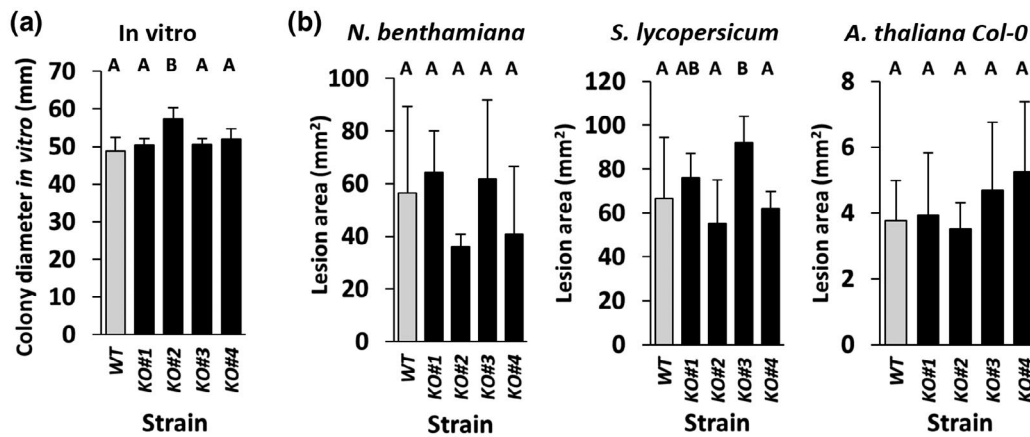 (a)
In vitro
Colony diameter in vitro (mm)
70
60
50
40
30
20
10
0
A A B A A
WT KO#1 KO#2 KO#3 KO#4
Strain
(b)
N. benthamiana
Lesion area (mm²)
100
80
60
40
20
0
A A A A A
WT KO#1 KO#2 KO#3 KO#4
Strain
S. lycopersicum
Lesion area (mm²)
120
100
80
60
40
20
0
A AB A B A
WT KO#1 KO#2 KO#3 KO#4
Strain
A. thaliana Col-0
Lesion area (mm²)
8
6
4
2
0
A A A A A
WT KO#1 KO#2 KO#3 KO#4
Strain